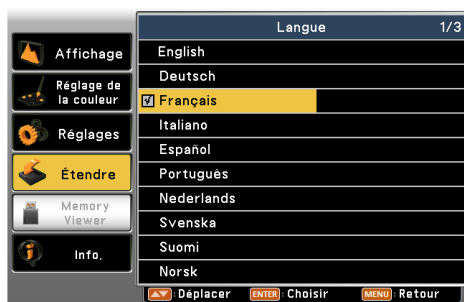 Langue 1/3
Affichage
Réglage de
la couleur
Réglages
Étendre
Memory
Viewer
Info.
English
Deutsch
Français
Italiano
Español
Português
Nederlands
Svenska
Suomi
Norsk
:Déplacer ENTER :Choisir MENU :Retour